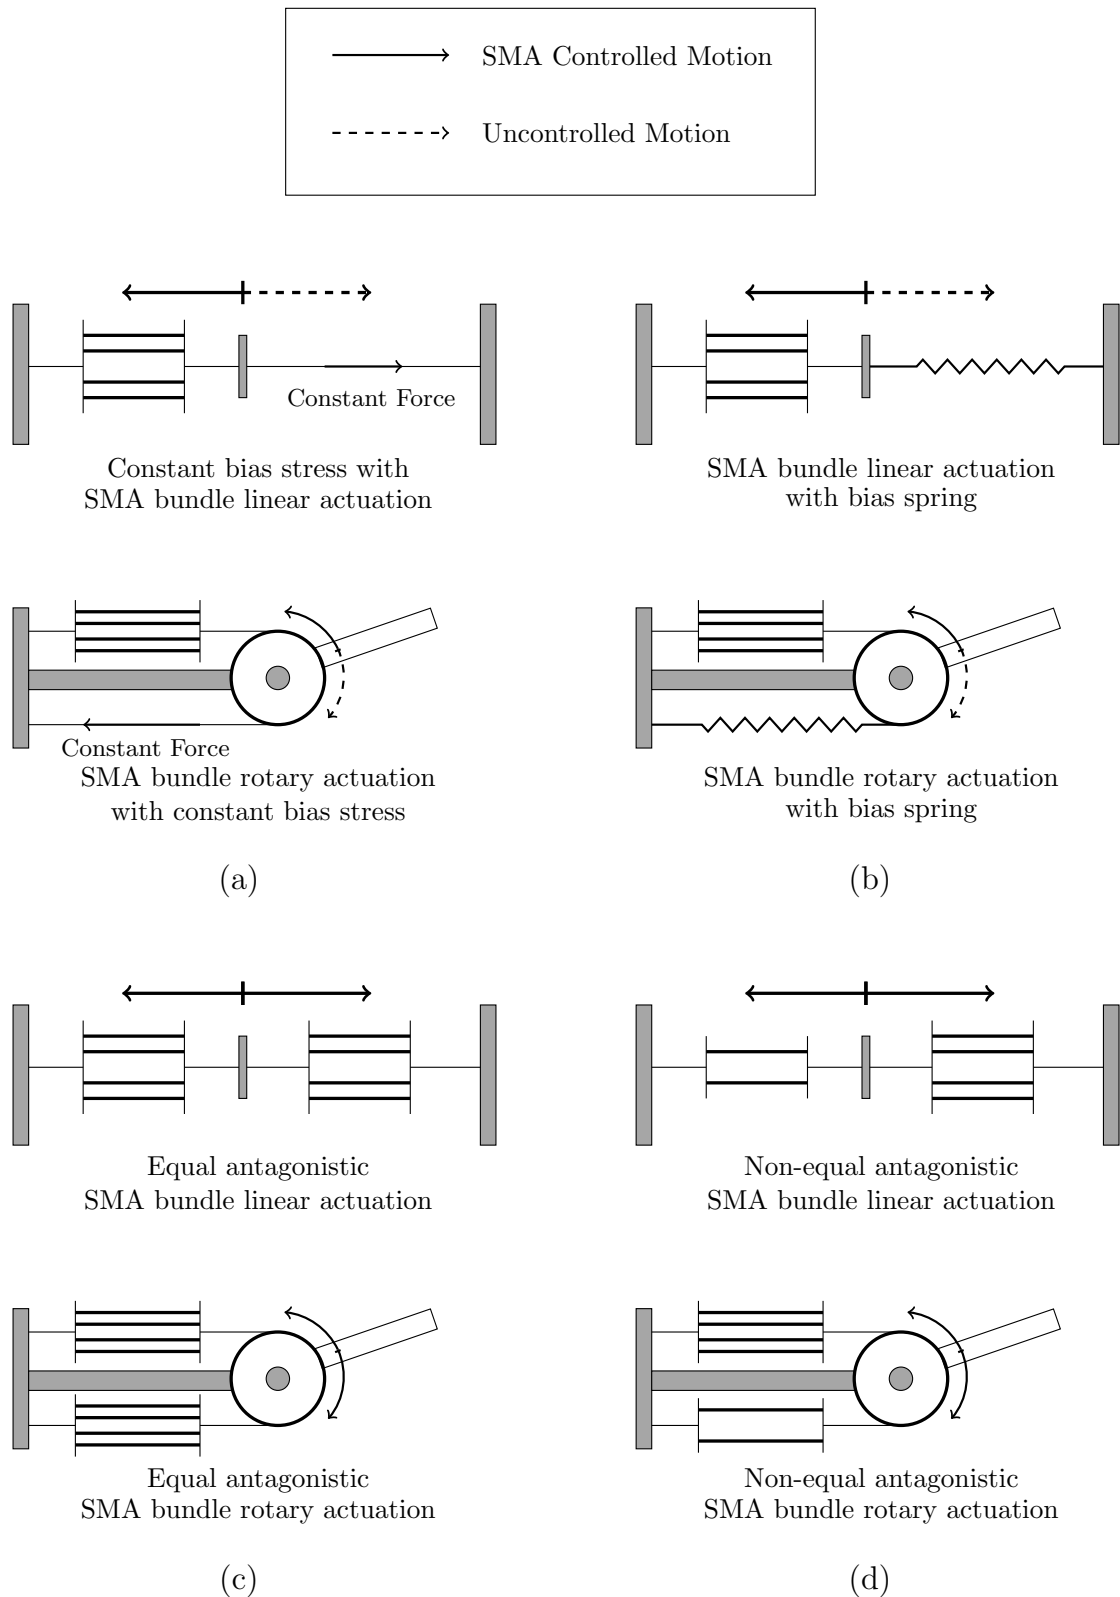 SMA Controlled Motion
Uncontrolled Motion
Constant Force
Constant bias stress with
SMA bundle linear actuation
SMA bundle linear actuation
with bias spring
Constant Force
SMA bundle rotary actuation
with constant bias stress
SMA bundle rotary actuation
with bias spring
(a)
(b)
Equal antagonistic
SMA bundle linear actuation
Non-equal antagonistic
SMA bundle linear actuation
Equal antagonistic
SMA bundle rotary actuation
Non-equal antagonistic
SMA bundle rotary actuation
(c)
(d)